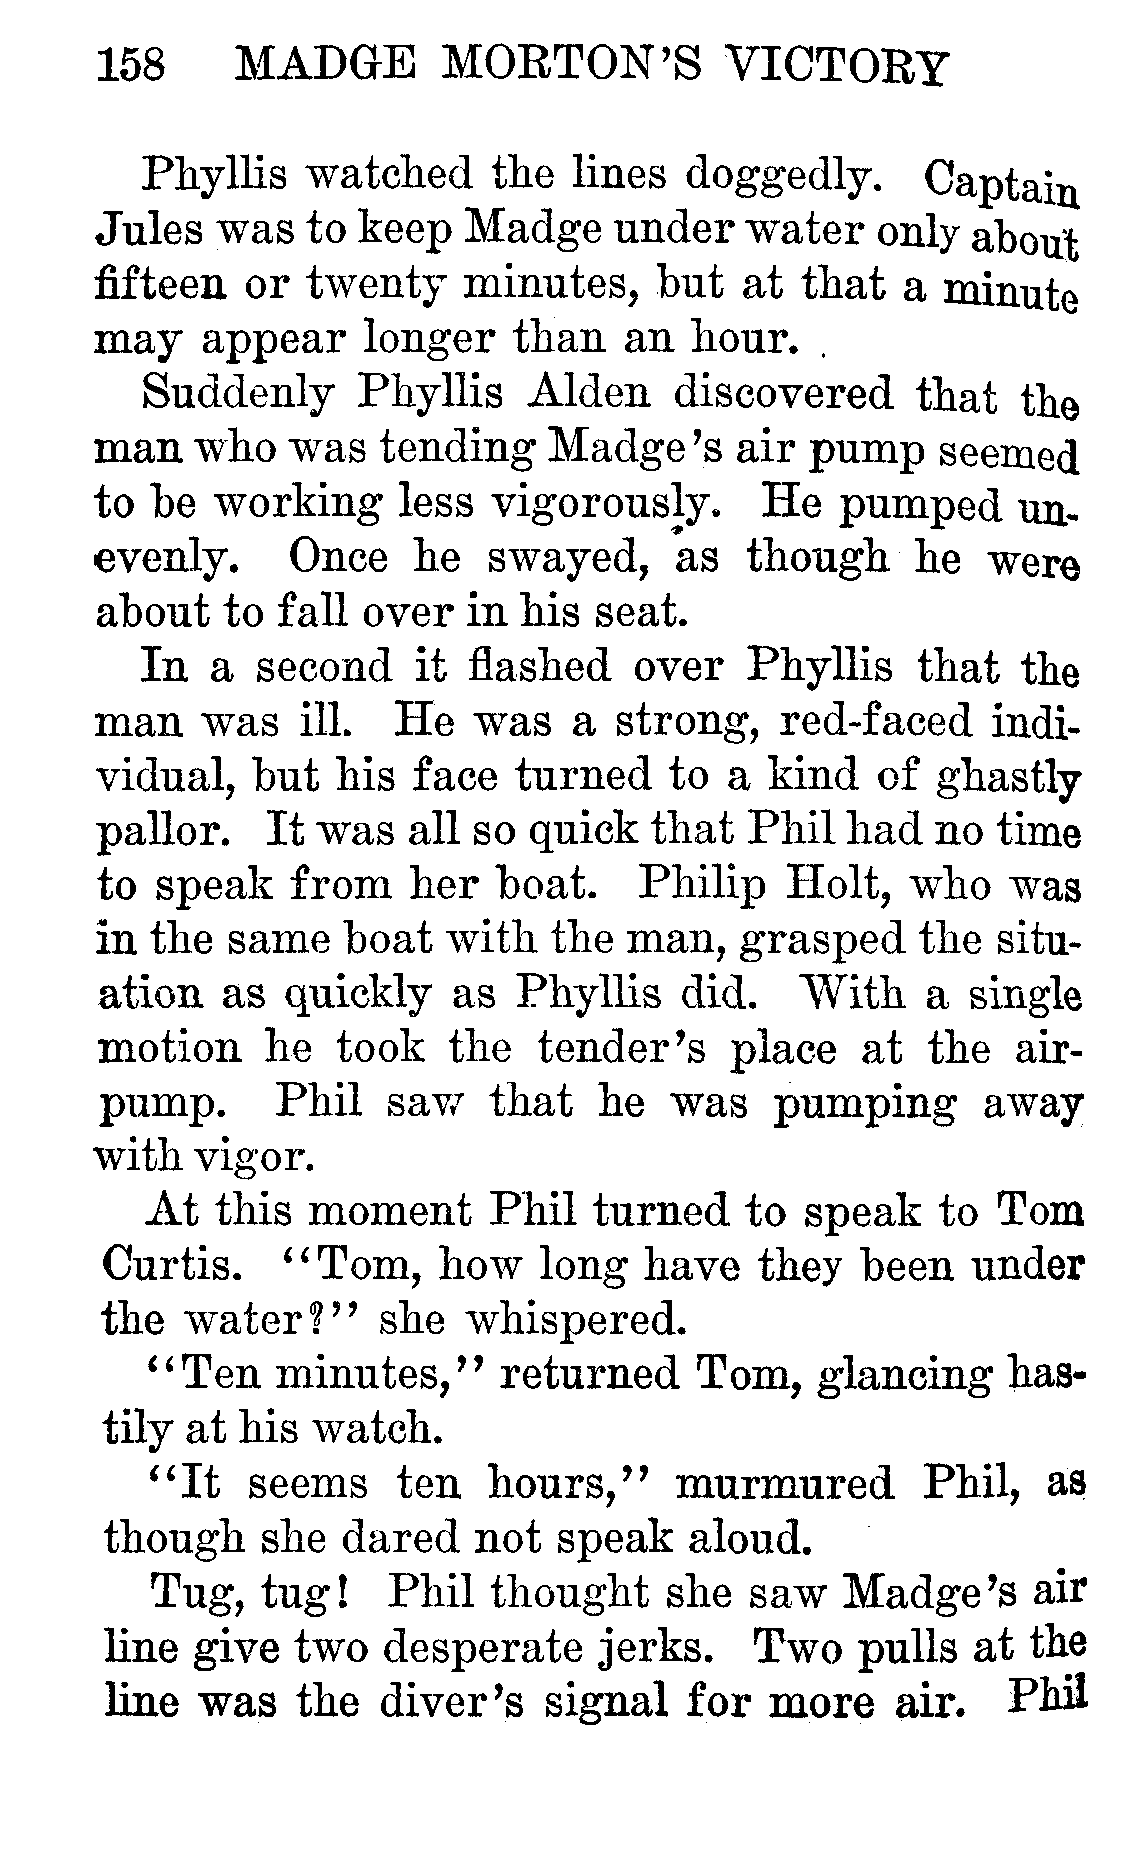 158 MADGE MORTON'S VICTORY
Phyllis watched the lines doggedly. Captain
Jules was to keep Madge under water only about
fifteen or twenty minutes, but at that a minute
may appear longer than an hour.
Suddenly Phyllis Alden discovered that the
man who was tending Madge's air pump seemed
to be working less vigorously. He pumped un-
evenly. Once he swayed, as though he were
about to fall over in his seat.
In a second it flashed over Phyllis that the
man was ill. He was a strong, red-faced indi-
vidual, but his face turned to a kind of ghastly
pallor. It was all so quick that Phil had no time
to speak from her boat. Philip Holt, who was
in the same boat with the man, grasped the situ-
ation as quickly as Phyllis did. With a single
motion he took the tender's place at the air-
pump. Phil saw that he was pumping away
with vigor.
At this moment Phil turned to speak to Tom
Curtis. "Tom, how long have they been under
the water?" she whispered.
"Ten minutes," returned Tom, glancing has-
tily at his watch.
"It seems ten hours," murmured Phil, as
though she dared not speak aloud.
Tug, tug! Phil thought she saw Madge's air
line give two desperate jerks. Two pulls at the
line was the diver's signal for more air. Phil